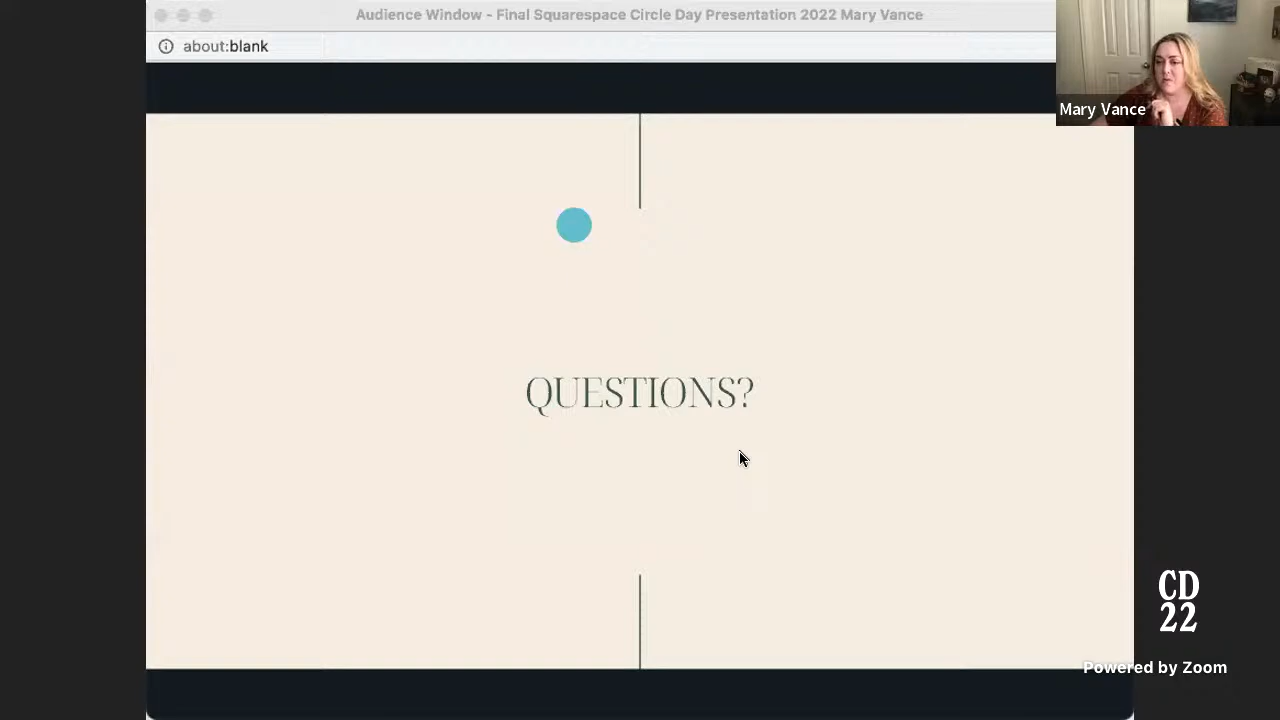 Audience Window - Final Squarespace Circle Day Presentation 2022 Mary Vance
about:blank
Mary Vance
QUESTIONS?
CD
22
Powered by Zoom